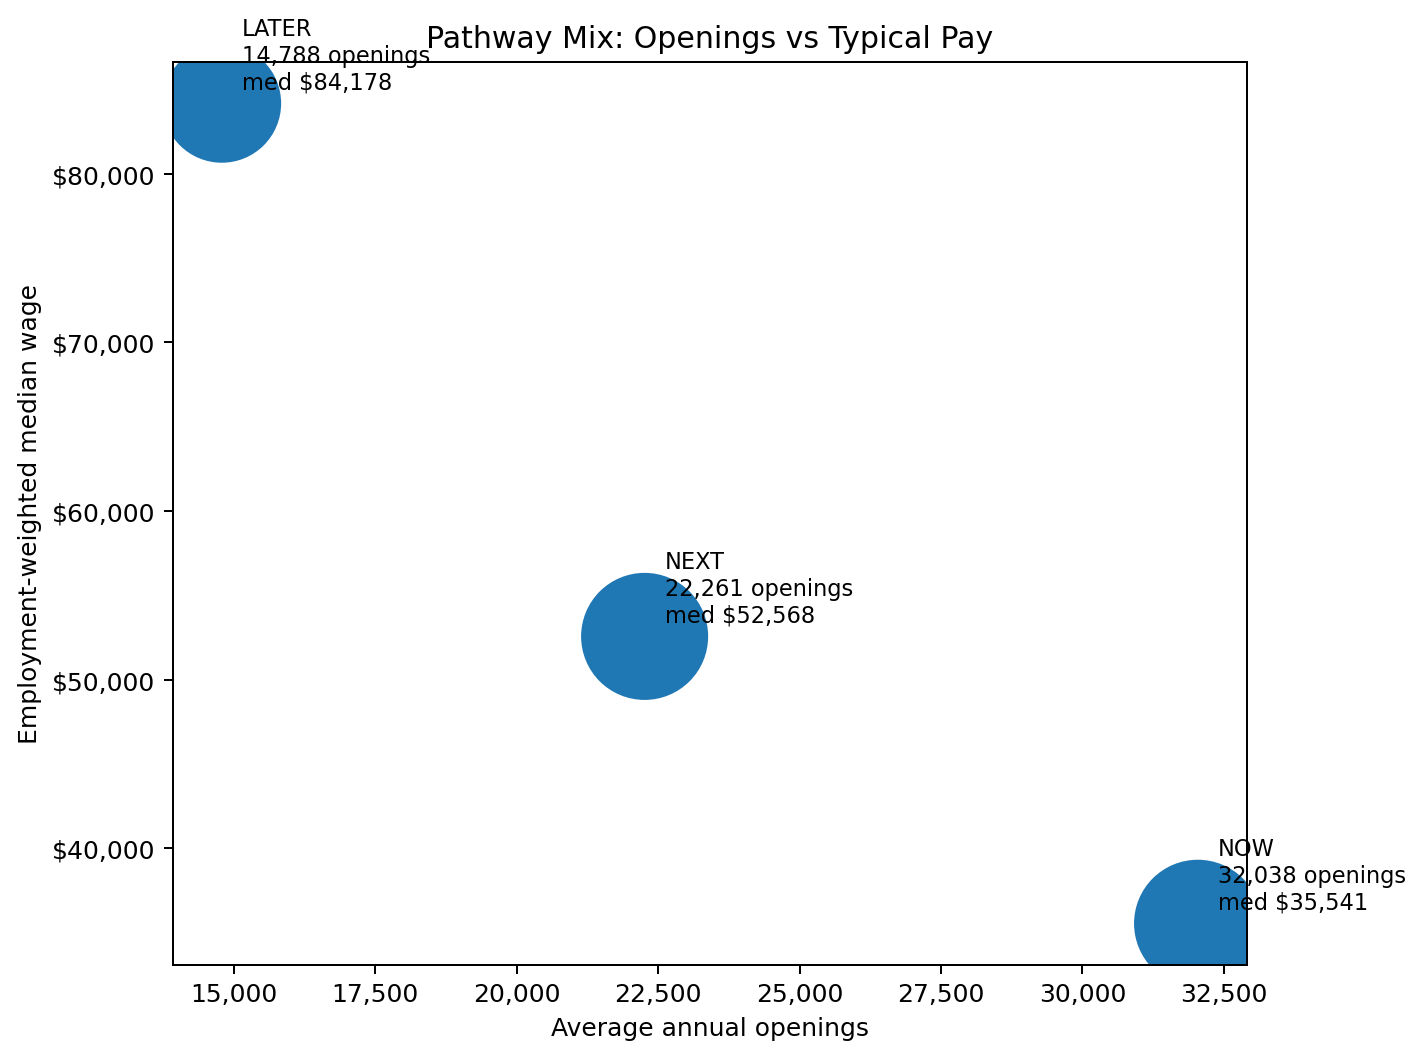 LATER
14,788 openings
med $84,178
Pathway Mix: Openings vs Typical Pay
Employment-weighted median wage
$80,000
$70,000
$60,000
$50,000
$40,000
NEXT
22,261 openings
med $52,568
NOW
32,038 openings
med $35,541
15,000
17,500
20,000
22,500
25,000
27,500
30,000
32,500
Average annual openings